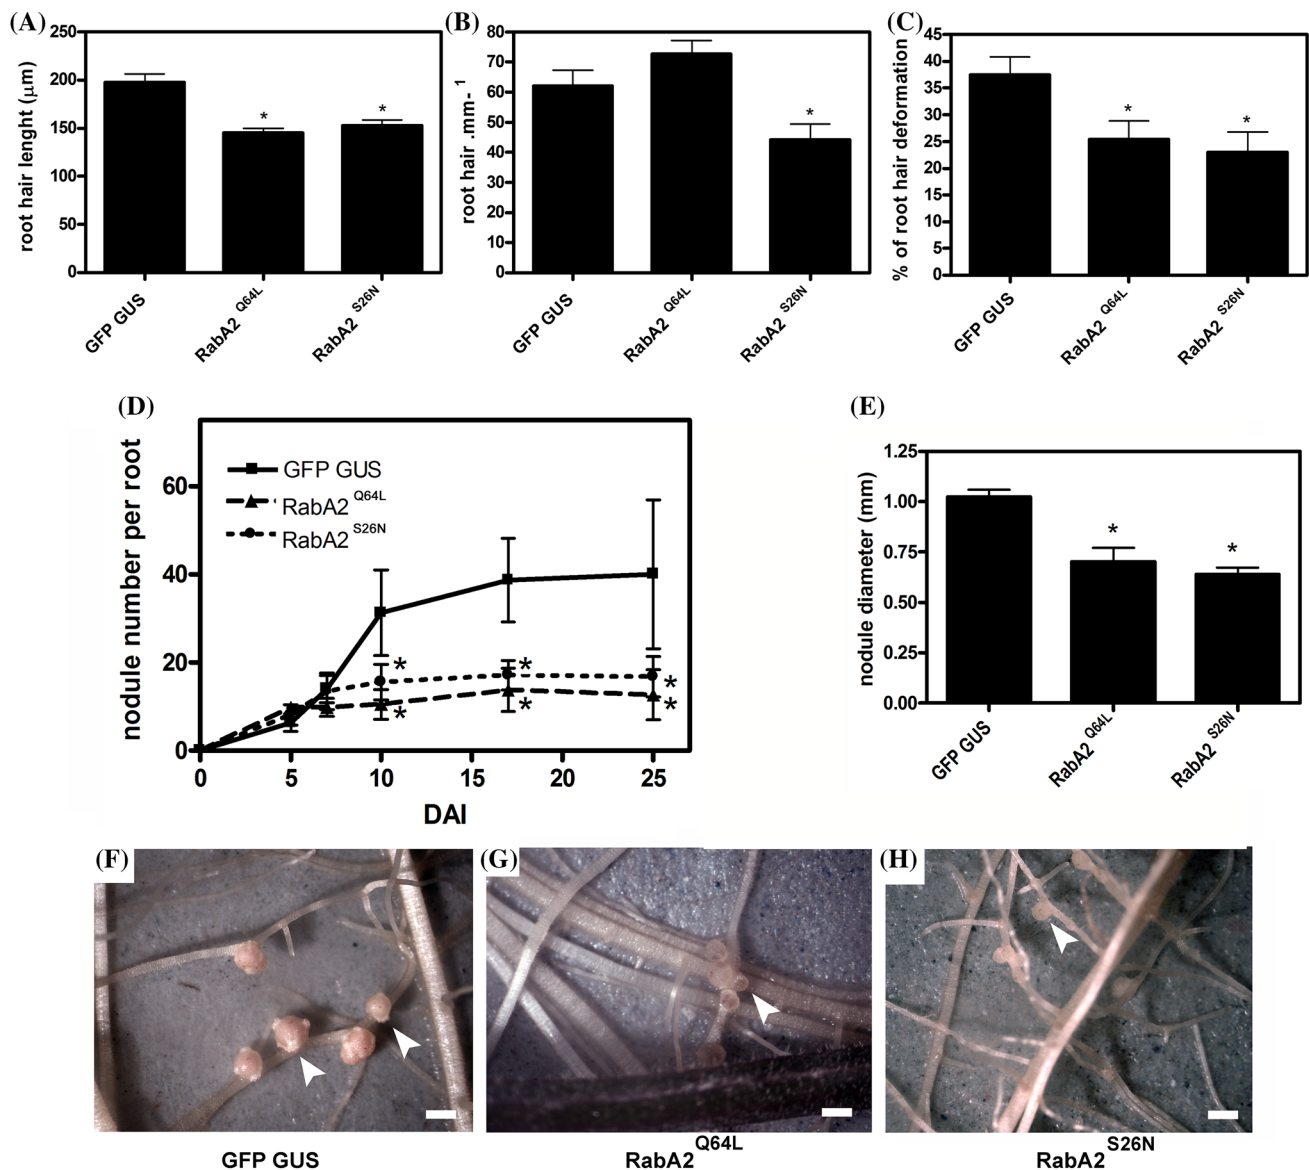 (A)
root hair lenght (μm)
250
200
150
100
50
0
*
*
GFP GUS
RabA2 Q64L
RabA2 S26N
(B)
root hair .mm- 1
80
70
60
50
40
30
20
10
0
*
GFP GUS
RabA2 Q64L
RabA2 S26N
(C)
% of root hair deformation
45
40
35
30
25
20
15
10
5
0
*
*
GFP GUS
RabA2 Q64L
RabA2 S26N
(D)
nodule number per root
60
40
20
0
GFP GUS
RabA2 Q64L
RabA2 S26N
*
*
*
*
*
*
0 5 10 15 20 25
DAI
(E)
nodule diameter (mm)
1.25
1.00
0.75
0.50
0.25
0.00
*
*
GFP GUS
RabA2 Q64L
RabA2 S26N
(F)
GFP GUS
(G)
RabA2 Q64L
(H)
RabA2 S26N